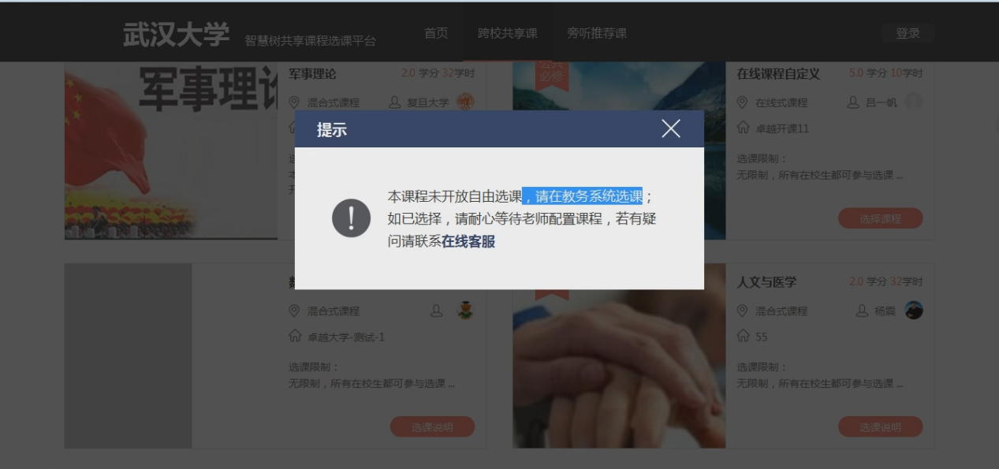 武汉大学 智慧树共享课程选课平台 首页 跨校共享课 旁听推荐课 登录
军事理论
军事理论 2.0 学分 32学时
混合式课程 复旦大学
公共
必修
在线课程自定义 5.0 学分 10学时
在线式课程 吕一帆
卓越开课11
选课限制：
无限制，所有在校生都可参与选课 ...
选择课程
提示
本课程未开放自由选课，请在教务系统选课；
如已选择，请耐心等待老师配置课程，若有疑
问请联系在线客服
混合式课程
卓越大学-测试-1
选课限制：
无限制，所有在校生都可参与选课 ...
选课说明
人文与医学 2.0 学分 32学时
混合式课程 杨震
55
选课限制：
无限制，所有在校生都可参与选课 ...
选课说明